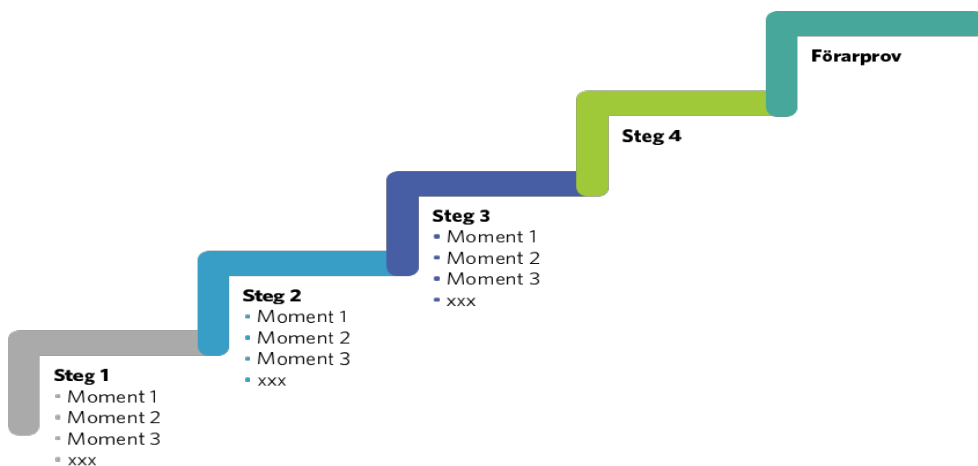 Förarprov
Steg 4
Steg 3
Moment 1
Moment 2
Moment 3
xxx
Steg 2
Moment 1
Moment 2
Moment 3
xxx
Steg 1
Moment 1
Moment 2
Moment 3
xxx